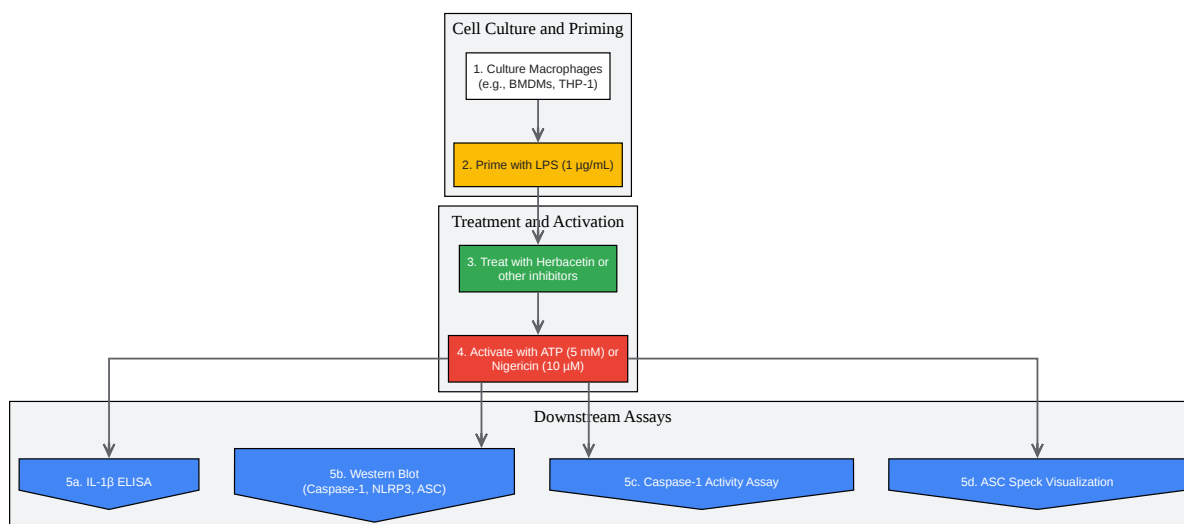 Cell Culture and Priming
1. Culture Macrophages
(e.g., BMDMs, THP-1)
2. Prime with LPS (1 µg/mL)
Treatment and Activation
3. Treat with Herbacetin or
other inhibitors
4. Activate with ATP (5 mM) or
Nigericin (10 µM)
Downstream Assays
5a. IL-1β ELISA
5b. Western Blot
(Caspase-1, NLRP3, ASC)
5c. Caspase-1 Activity Assay
5d. ASC Speck Visualization